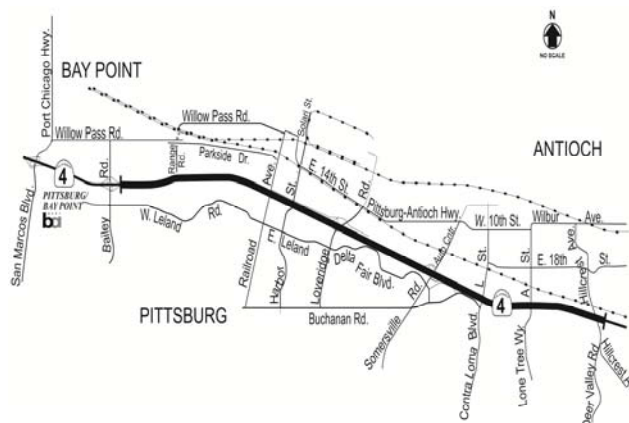 N
NO SCALE
Port Chicago Hwy.
BAY POINT
Willow Pass Rd.
Solari St.
Willow Pass Rd.
Range Rd.
Parkside Dr.
E. 14th St.
ANTIOCH
4
PITTSBURG/
BAY POINT
San Marcos Blvd.
Bailey Rd.
W. Leland Rd.
Railroad Ave.
Harbor St.
E. Leland
Loveridge Rd.
Pittsburg-Antioch Hwy.
W. 10th St.
Wilbur Ave.
E. 18th St.
Delta Fair Blvd.
Auto Cntr.
Somersville Rd.
Buchanan Rd.
PITTSBURG
L St.
A St.
4
Contra Loma Blvd.
Lone Tree Wy.
Hillcrest Ave.
Deer Valley Rd.
Hillcrest